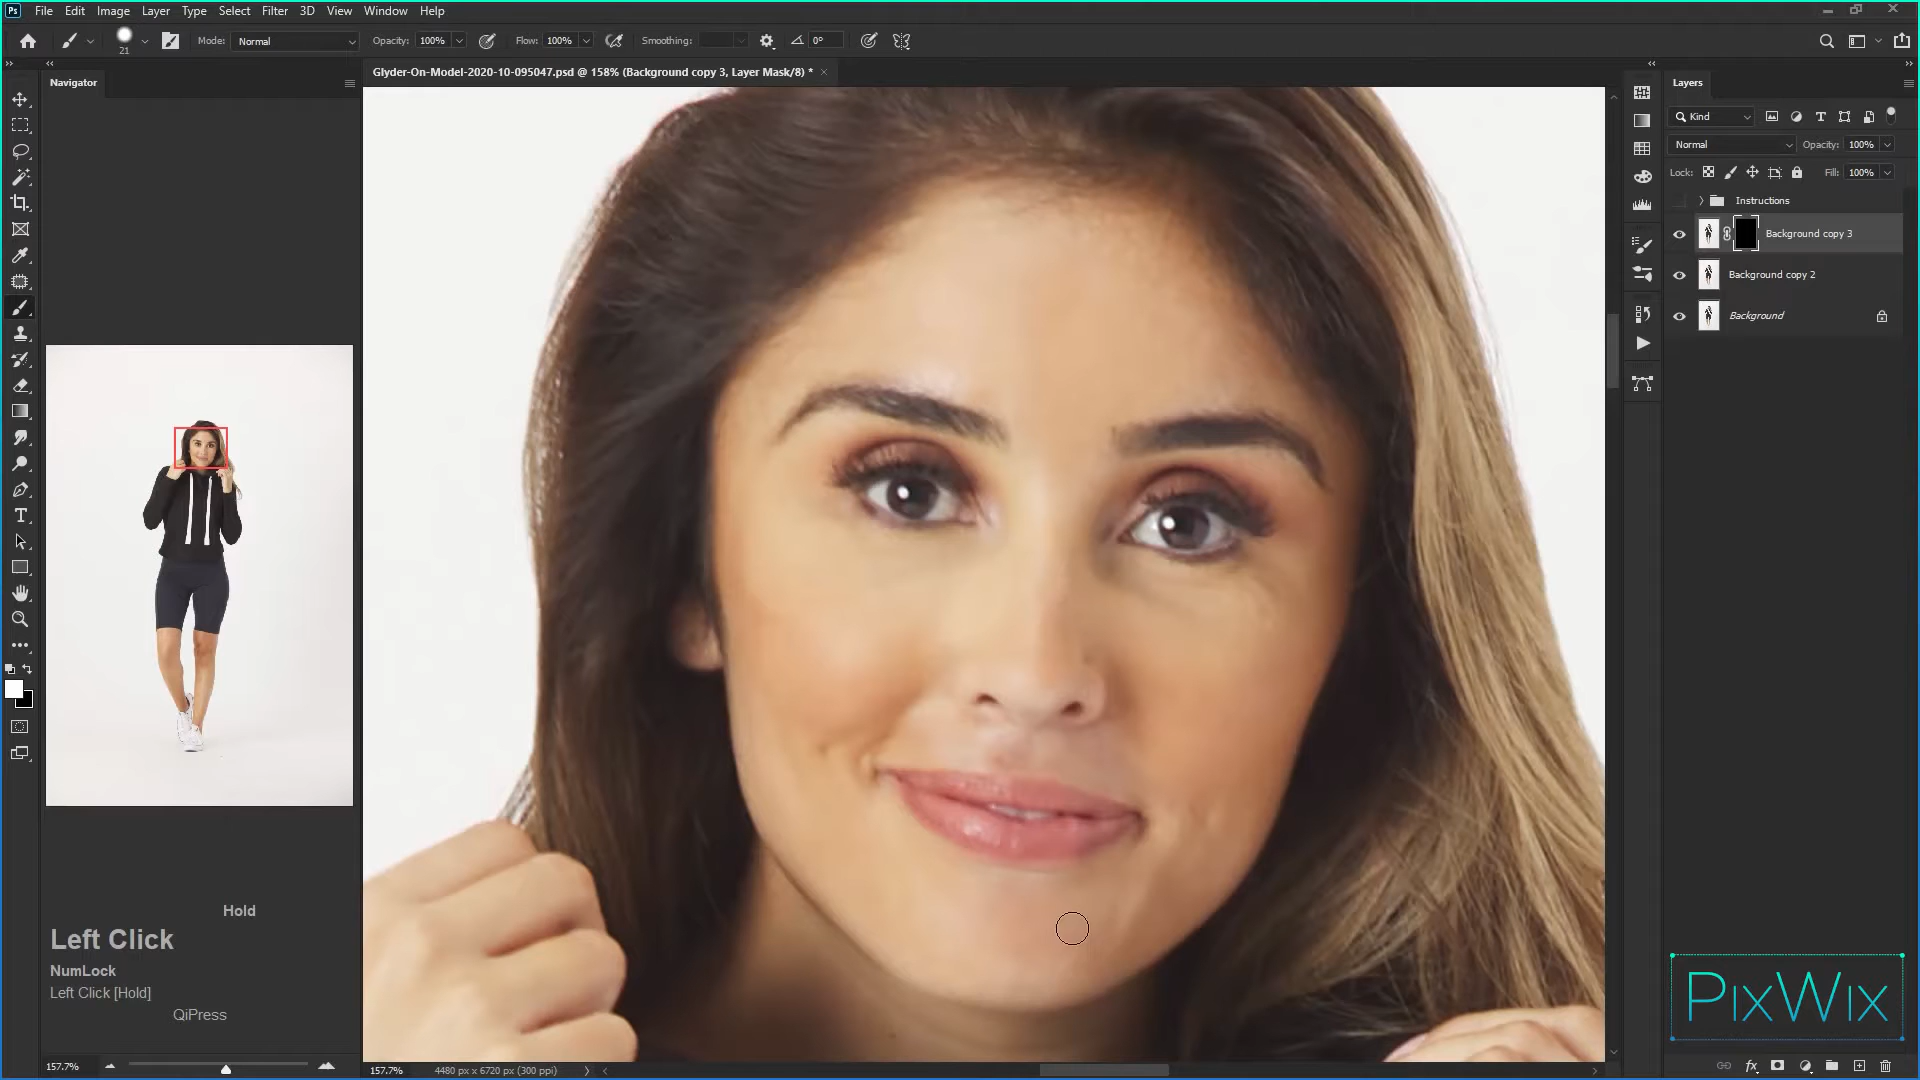 Ps File Edit Image Layer Type Select Filter 3D View Window Help
21 Mode: Normal Opacity: 100% Flow: 100% Smoothing: 0°
Navigator
Glyder-On-Model-2020-10-095047.psd @ 158% (Background copy 3, Layer Mask/8) *
Layers
Kind
Normal Opacity: 100%
Lock: Fill: 100%
Instructions
Background copy 3
Background copy 2
Background
Hold
Left Click
NumLock
Left Click [Hold]
QiPress
PixWix
157.7%
157.7% 4480 px x 6720 px (300 ppi)